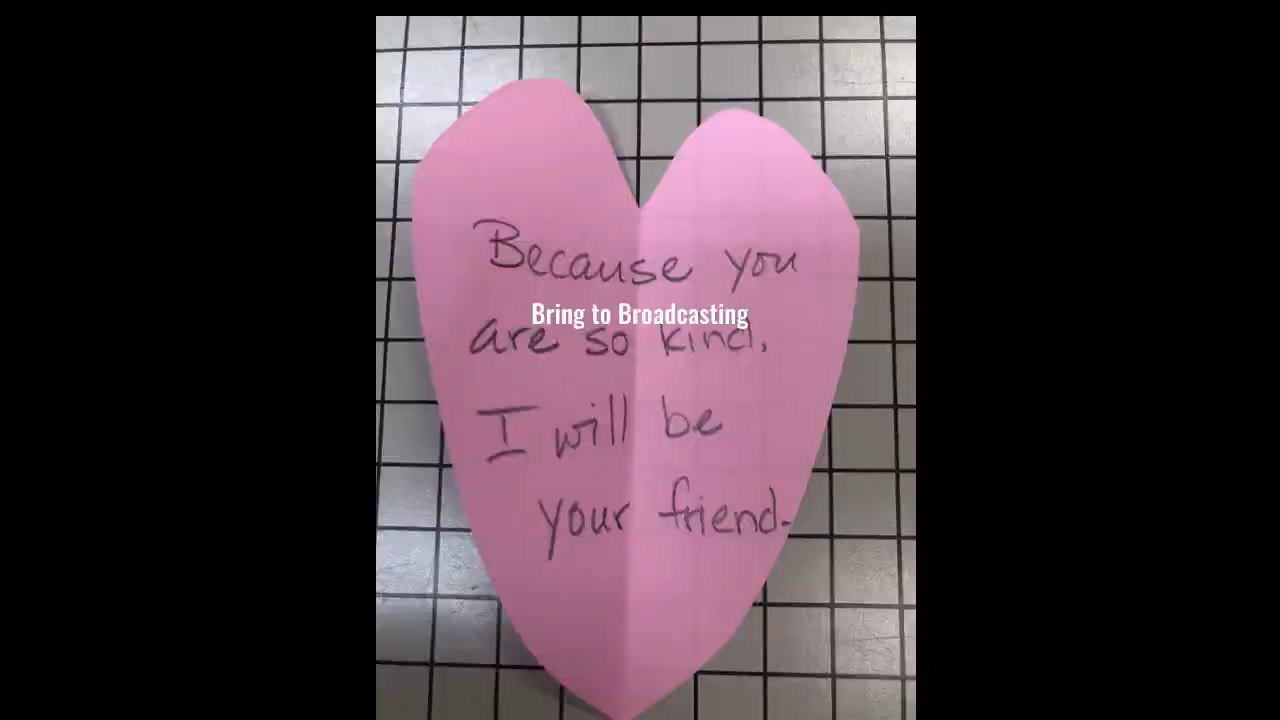 Because you
Bring to Broadcasting
are so kind,
I will be
your friend.